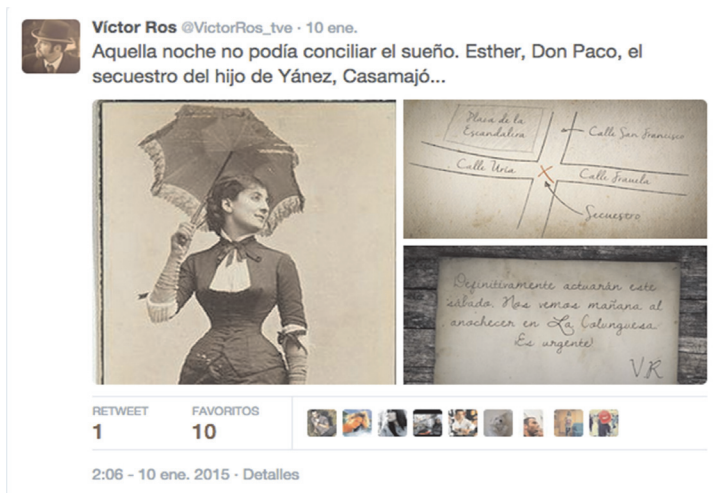 Víctor Ros @VictorRos_tve · 10 ene.
Aquella noche no podía conciliar el sueño. Esther, Don Paco, el
secuestro del hijo de Yánez, Casamajó...
Plaza de la
Escandalera
Calle San Francisco
Calle Uría
Calle Fruela
Secuestro
Definitivamente actuarán este
sábado. Nos vemos mañana al
anochecer en La Colunguesa.
Es urgente
V.R
RETWEET
FAVORITOS
1
10
2:06 - 10 ene. 2015 · Detalles